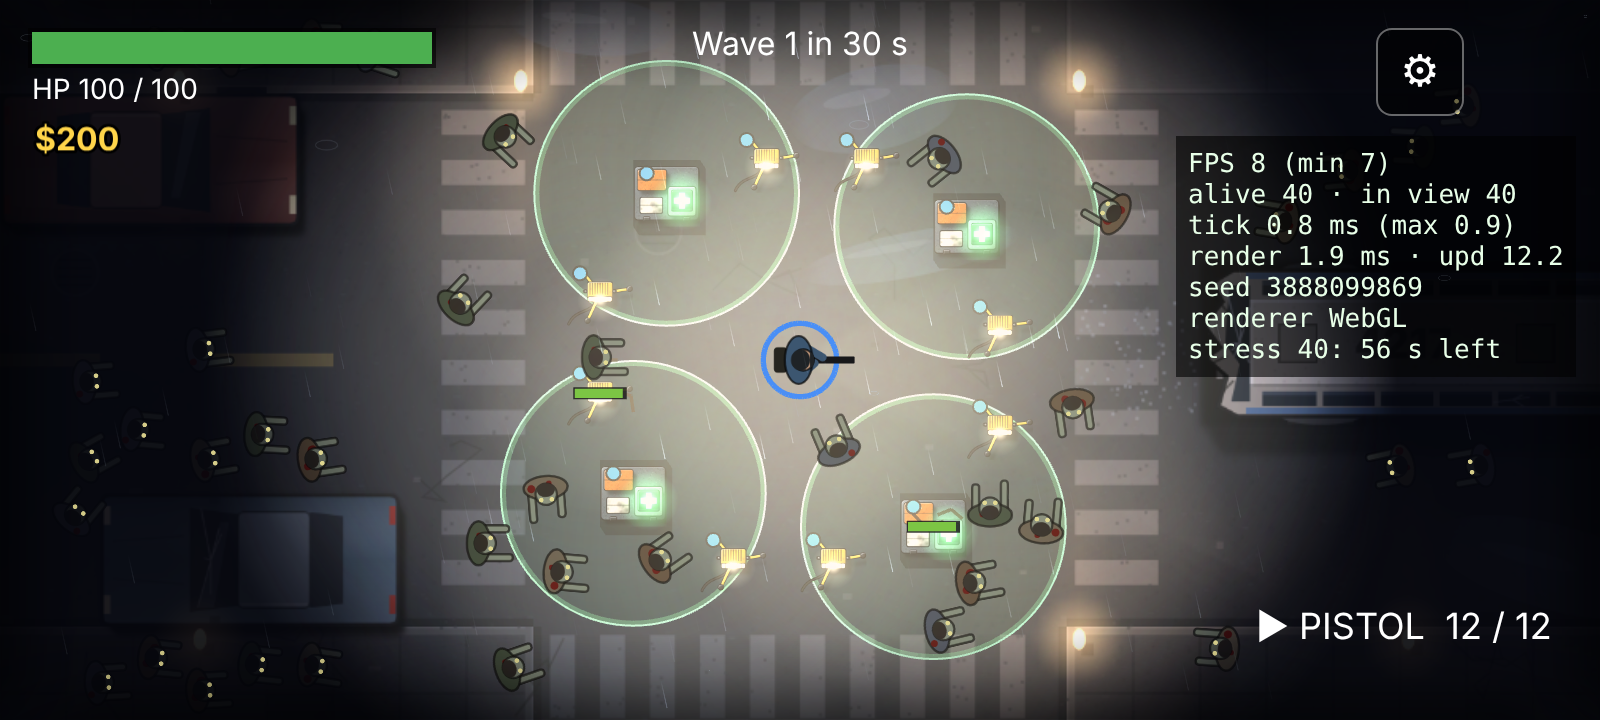 HP 100 / 100
$200
Wave 1 in 30 s
FPS 8 (min 7)
alive 40 · in view 40
tick 0.8 ms (max 0.9)
render 1.9 ms · upd 12.2
seed 3888099869
renderer WebGL
stress 40: 56 s left
PISTOL 12 / 12